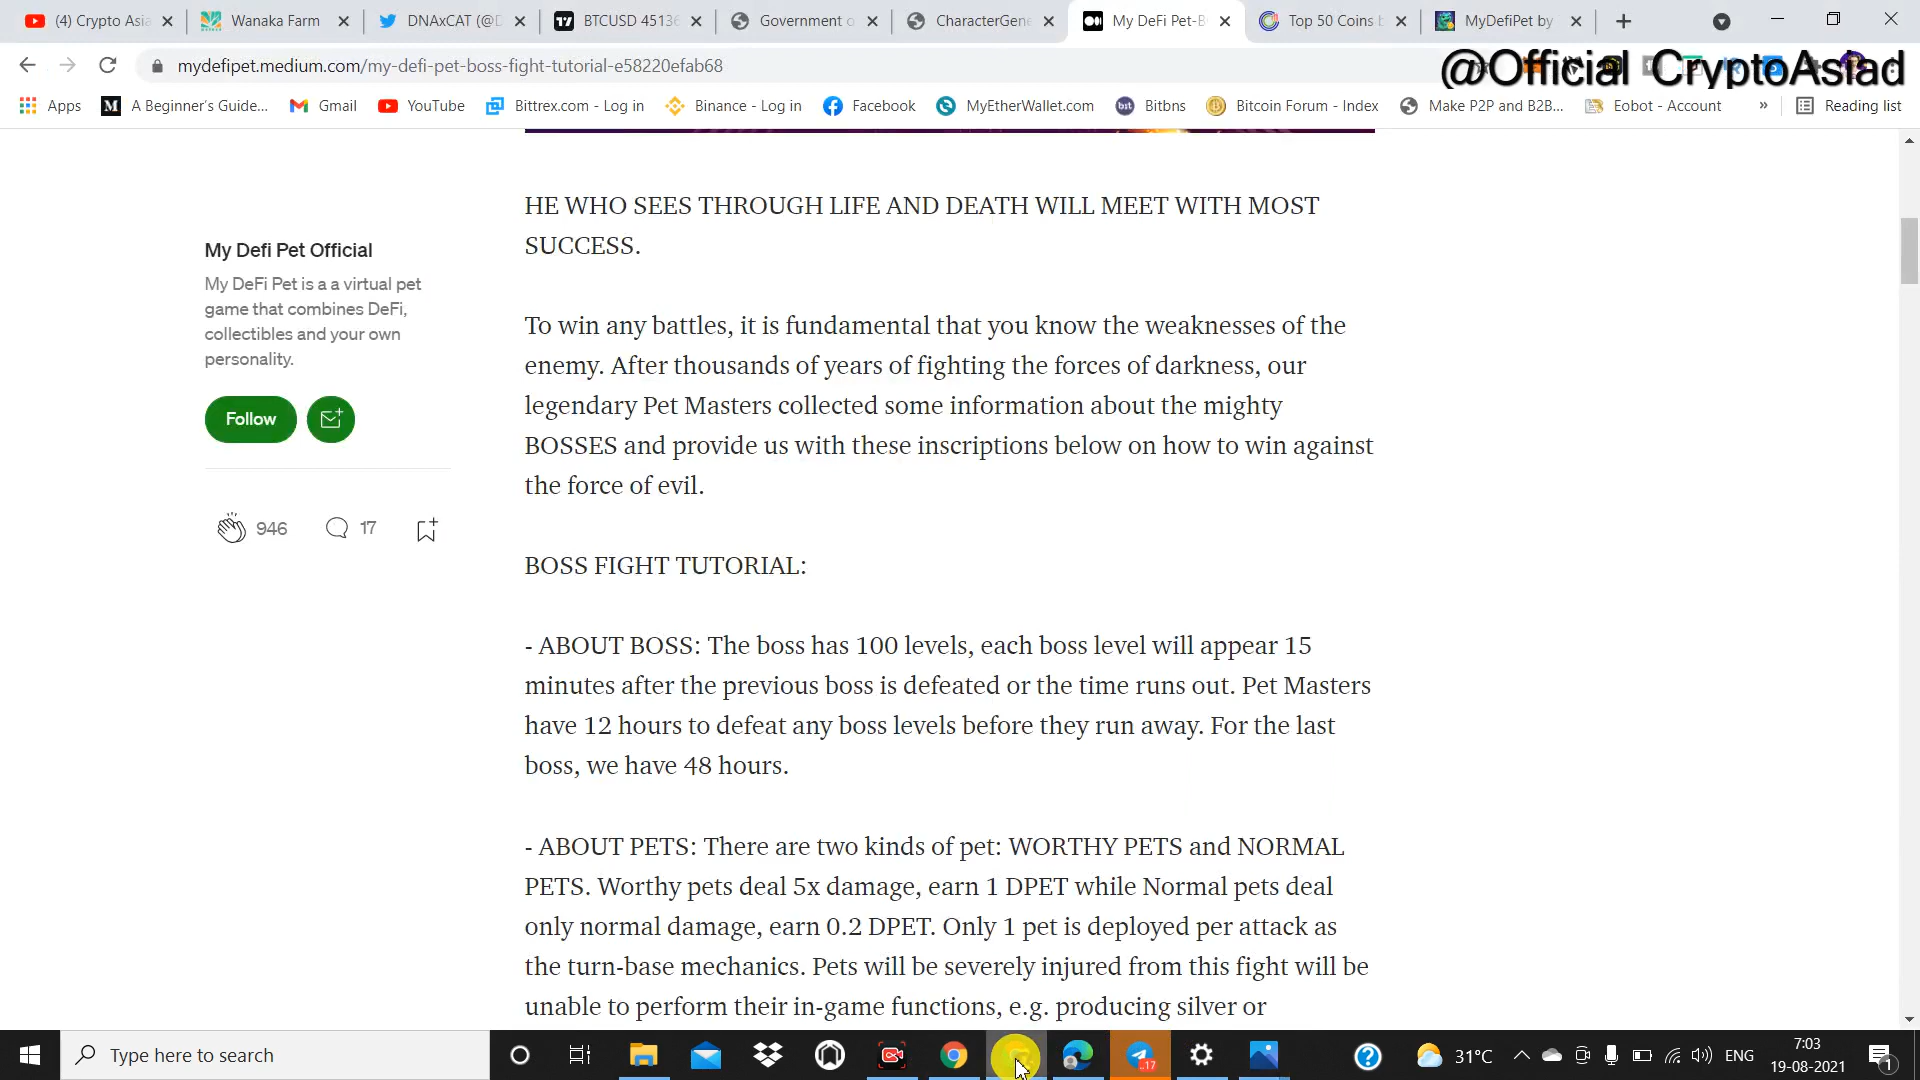 (4) Crypto Asia
Wanaka Farm
DNAxCAT (@D
BTCUSD 45136
Government o
CharacterGene
My DeFi Pet-B
Top 50 Coins b
MyDefiPet by
mydefipet.medium.com/my-defi-pet-boss-fight-tutorial-e58220efab68
@Official CryptoAsiad
Apps
A Beginner's Guide...
Gmail
YouTube
Bittrex.com - Log in
Binance - Log in
Facebook
MyEtherWallet.com
Bitbns
Bitcoin Forum - Index
Make P2P and B2B...
Eobot - Account
»
Reading list
My Defi Pet Official
My DeFi Pet is a a virtual pet
game that combines DeFi,
collectibles and your own
personality.
Follow
946
17
HE WHO SEES THROUGH LIFE AND DEATH WILL MEET WITH MOST
SUCCESS.
To win any battles, it is fundamental that you know the weaknesses of the
enemy. After thousands of years of fighting the forces of darkness, our
legendary Pet Masters collected some information about the mighty
BOSSES and provide us with these inscriptions below on how to win against
the force of evil.
BOSS FIGHT TUTORIAL:
- ABOUT BOSS: The boss has 100 levels, each boss level will appear 15
minutes after the previous boss is defeated or the time runs out. Pet Masters
have 12 hours to defeat any boss levels before they run away. For the last
boss, we have 48 hours.
- ABOUT PETS: There are two kinds of pet: WORTHY PETS and NORMAL
PETS. Worthy pets deal 5x damage, earn 1 DPET while Normal pets deal
only normal damage, earn 0.2 DPET. Only 1 pet is deployed per attack as
the turn-base mechanics. Pets will be severely injured from this fight will be
unable to perform their in-game functions, e.g. producing silver or
Type here to search
31°C
ENG
7:03
19-08-2021